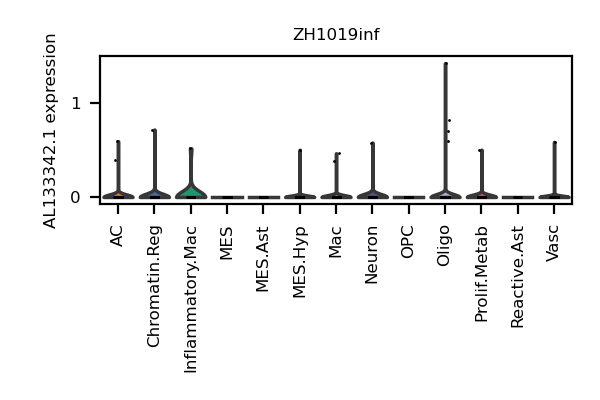 ZH1019inf
AL133342.1 expression
1
0
AC
Chromatin.Reg
Inflammatory.Mac
MES
MES.Ast
MES.Hyp
Mac
Neuron
OPC
Oligo
Prolif.Metab
Reactive.Ast
Vasc